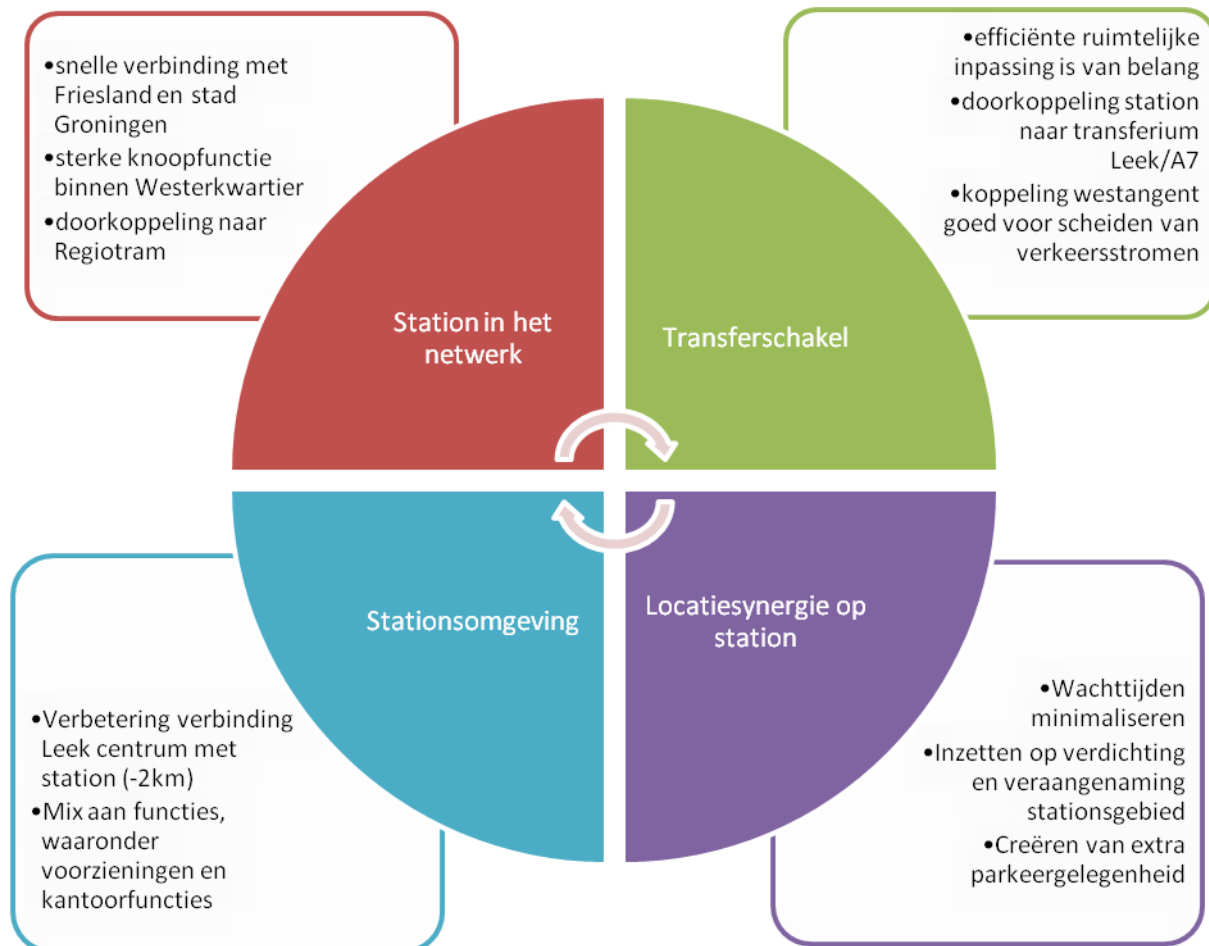 •snelle verbinding met
Friesland en stad
Groningen
•sterke knoopfunctie
binnen Westerkwartier
•doorkoppeling naar
Regiotram
•efficiënte ruimtelijke
inpassing is van belang
•doorkoppeling station
naar transferium
Leek/A7
•koppeling westangent
goed voor scheiden van
verkeersstromen
Station in het
netwerk
Transferschakel
Stationsomgeving
Locatiesynergie op
station
•Verbetering verbinding
Leek centrum met
station (-2km)
•Mix aan functies,
waaronder
voorzieningen en
kantoorfuncties
•Wachttijden
minimaliseren
•Inzetten op verdichting
en veraangenaming
stationsgebied
•Creëren van extra
parkeergelegenheid